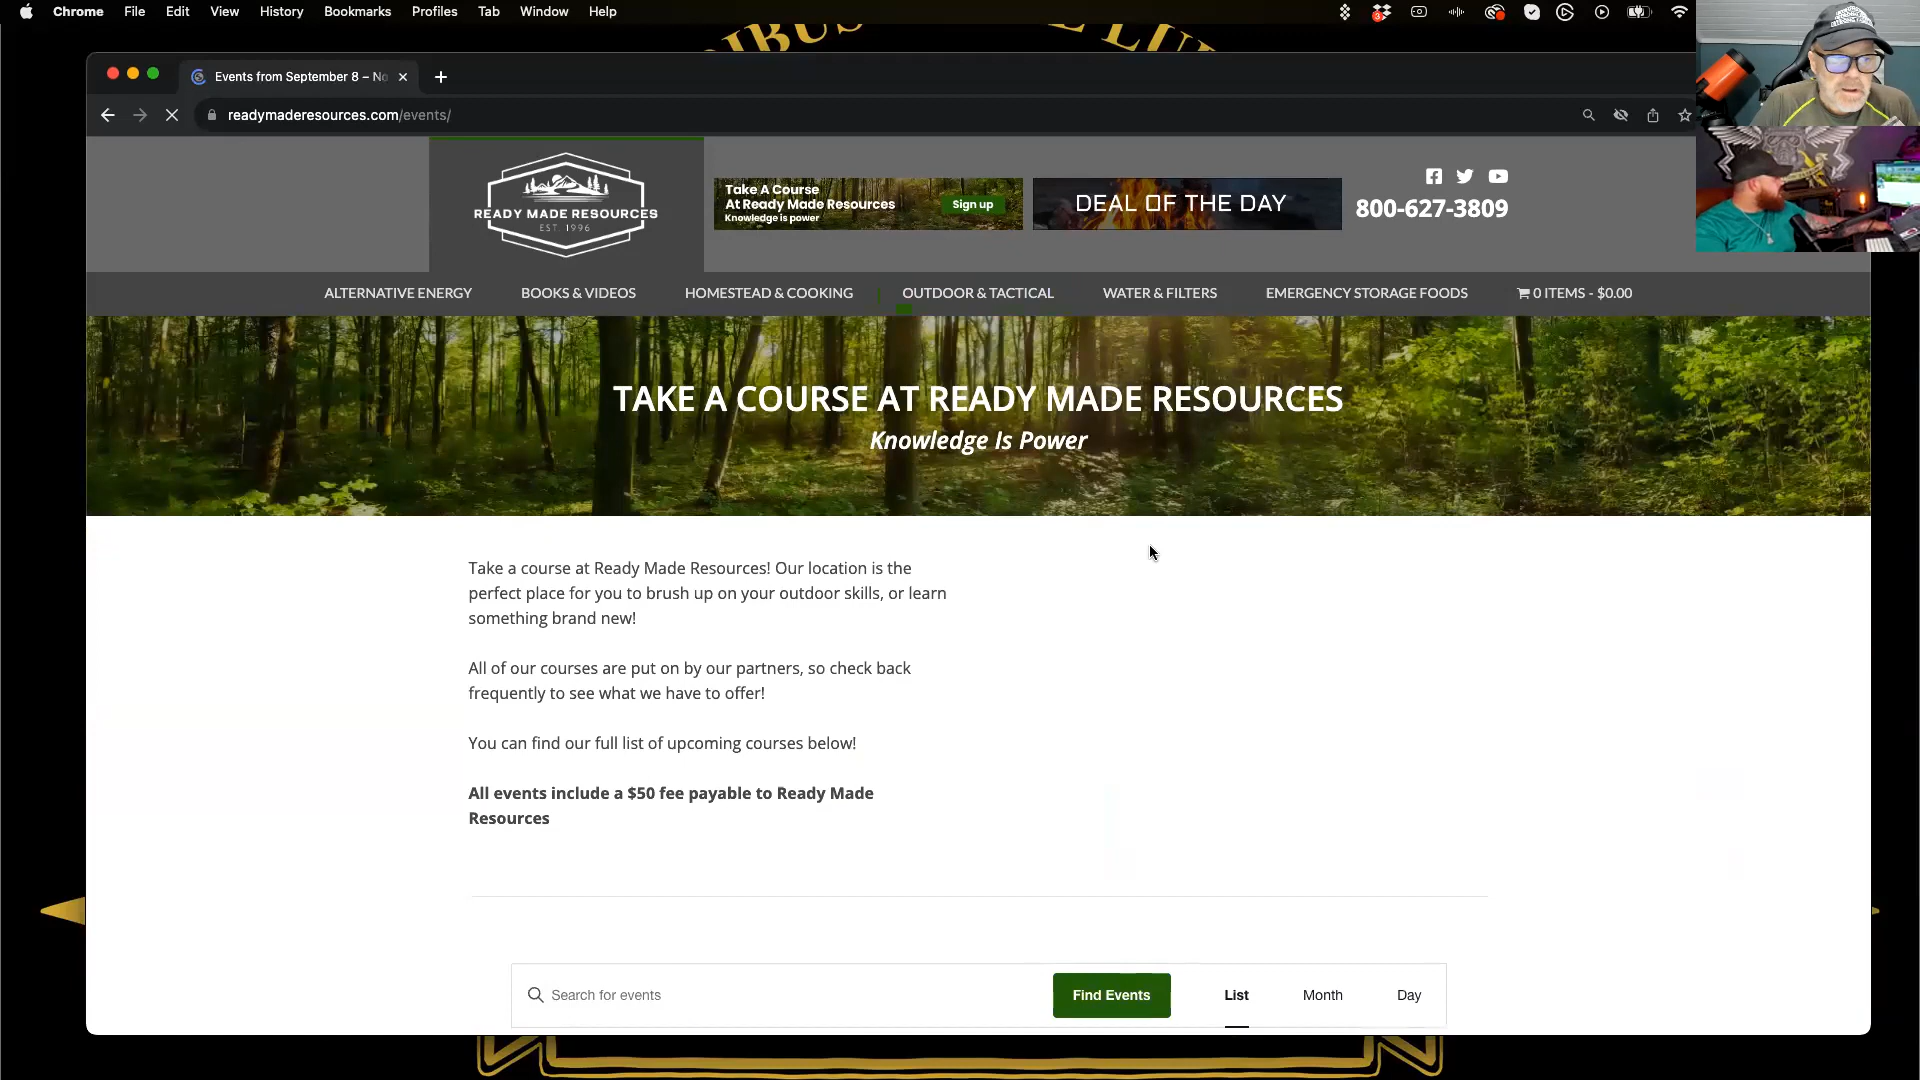 Chrome File Edit View History Bookmarks Profiles Tab Window Help
3
Events from September 8 – No
readymaderesources.com/events/
READY MADE RESOURCES
EST. 1996
Take A Course
At Ready Made Resources
Knowledge is power
Sign up
DEAL OF THE DAY
800-627-3809
ALTERNATIVE ENERGY BOOKS & VIDEOS HOMESTEAD & COOKING OUTDOOR & TACTICAL WATER & FILTERS EMERGENCY STORAGE FOODS 0 ITEMS - $0.00
TAKE A COURSE AT READY MADE RESOURCES
Knowledge Is Power
Take a course at Ready Made Resources! Our location is the
perfect place for you to brush up on your outdoor skills, or learn
something brand new!
All of our courses are put on by our partners, so check back
frequently to see what we have to offer!
You can find our full list of upcoming courses below!
All events include a $50 fee payable to Ready Made
Resources
Search for events Find Events List Month Day